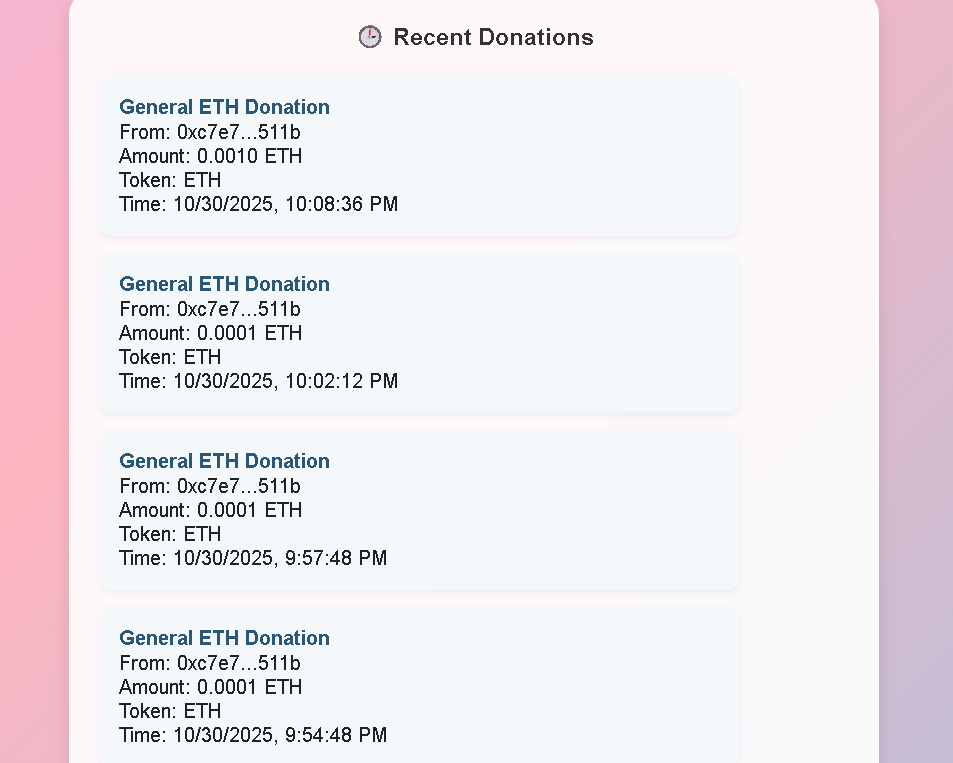 Recent Donations
General ETH Donation
From: 0xc7e7...511b
Amount: 0.0010 ETH
Token: ETH
Time: 10/30/2025, 10:08:36 PM
General ETH Donation
From: 0xc7e7...511b
Amount: 0.0001 ETH
Token: ETH
Time: 10/30/2025, 10:02:12 PM
General ETH Donation
From: 0xc7e7...511b
Amount: 0.0001 ETH
Token: ETH
Time: 10/30/2025, 9:57:48 PM
General ETH Donation
From: 0xc7e7...511b
Amount: 0.0001 ETH
Token: ETH
Time: 10/30/2025, 9:54:48 PM